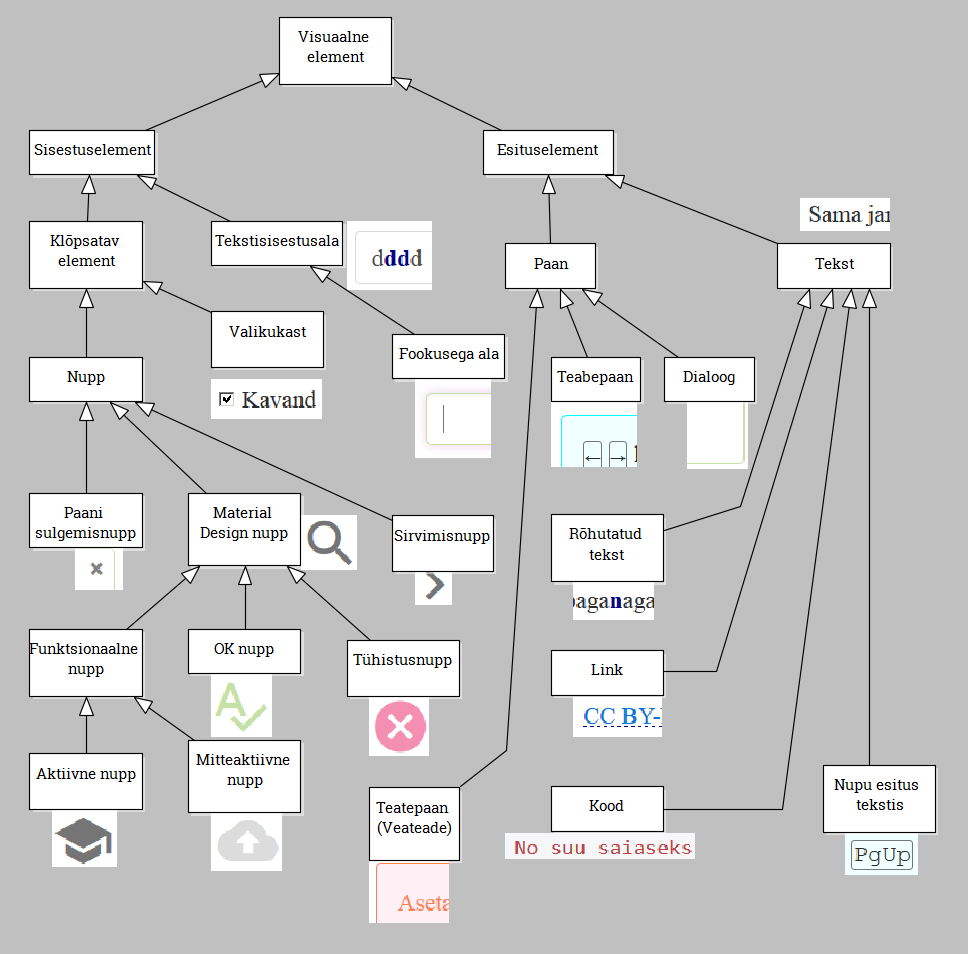 Visuaalne
element
Sisestuselement
Esituselement
Sama
Klõpsatav
element
Tekstisisestusala
dddd
Paan
Tekst
Valikukast
Fookusega ala
Kavand
Nupp
Teabepaan
Dialoog
← →
Paani
sulgemisnupp
Material
Design nupp
Sirvimisnupp
Rõhutatud
tekst
aganaga
Funktsionaalne
nupp
OK nupp
Tühistusnupp
Link
CC BY-
A
Aktiivne nupp
Mitteaktiivne
nupp
Teatepaan
(Veateade)
Kood
Nupu esitus
tekstis
No suu saiaseks
PgUp
Aseta